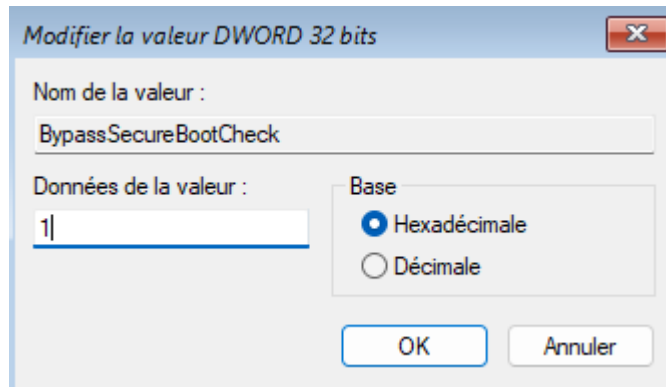 Modifier la valeur DWORD 32 bits
Nom de la valeur :
BypassSecureBootCheck
Données de la valeur :
1
Base
Hexadécimale
Décimale
OK
Annuler